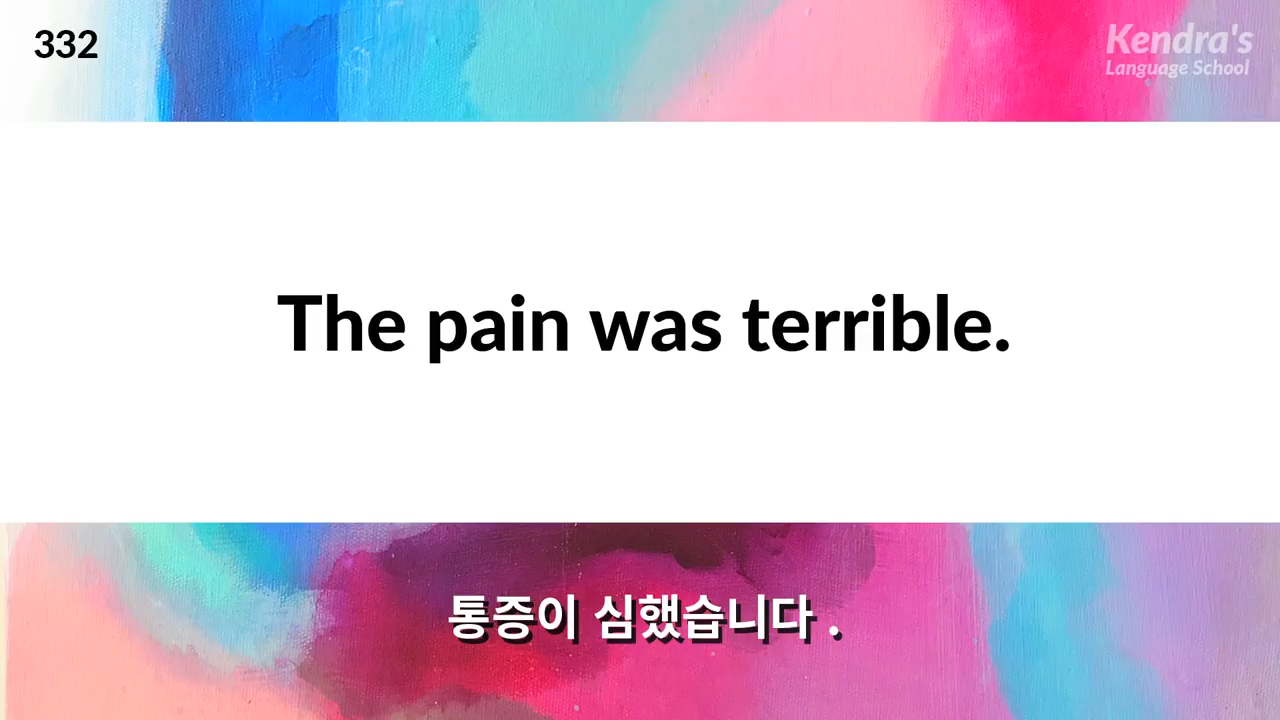 332
Kendra's
Language School
The pain was terrible.
통증이 심했습니다 .